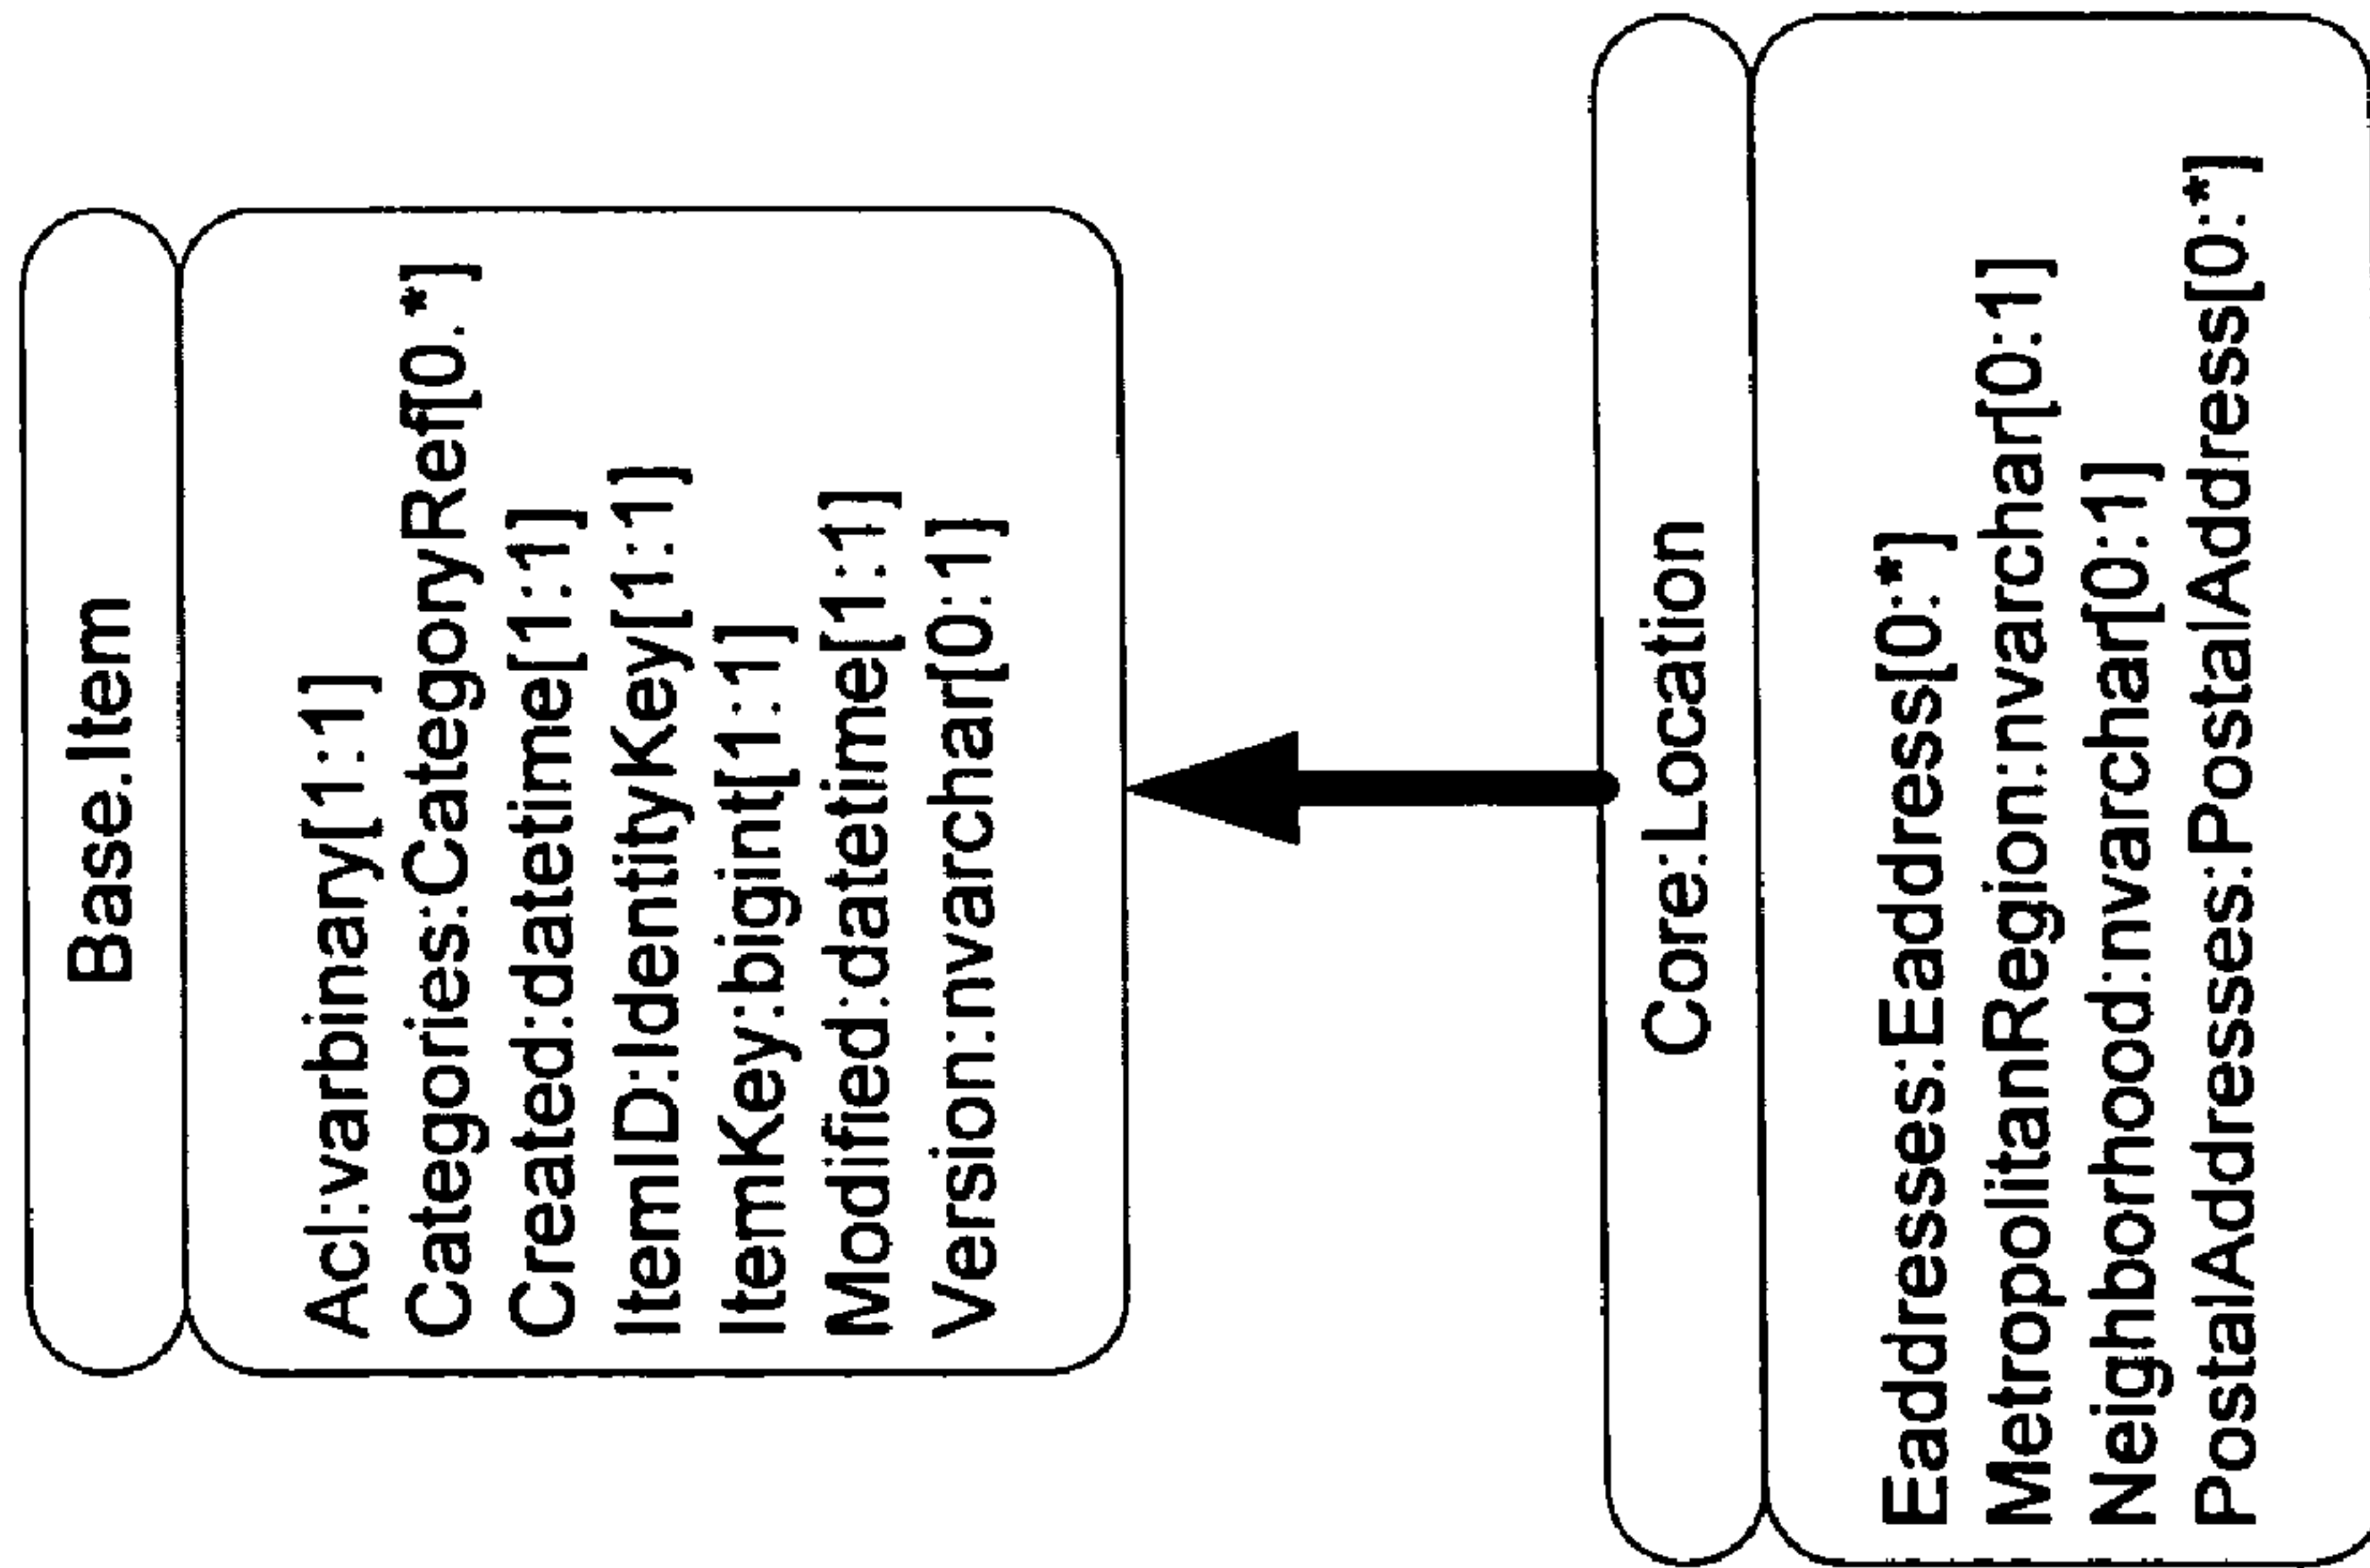 Base.Item
Acl:varbinary[1:1]
Categories:CategoryRef[0.*]
Created:datetime[1:1]
ItemID:IdentityKey[1:1]
ItemKey:bigint[1:1]
Modified:datetime[1:1]
Version:nvarchar[0:1]
Core:Location
Eaddresses:Eaddress[0:*]
MetropolitanRegion:nvarchar[0:1]
Neighborhood:nvarchar[0:1]
PostalAddresses:PostalAddress[0:*]